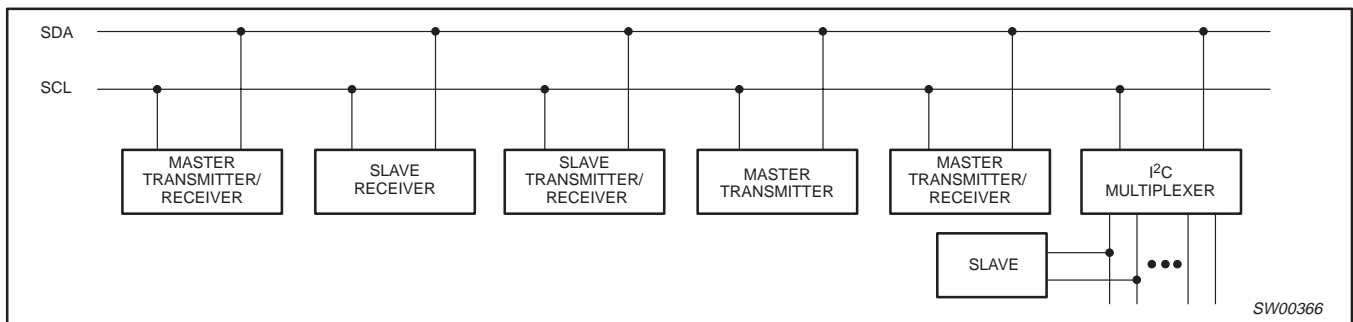 SDA
SCL
MASTER
TRANSMITTER/
RECEIVER
SLAVE
RECEIVER
SLAVE
TRANSMITTER/
RECEIVER
MASTER
TRANSMITTER
MASTER
TRANSMITTER/
RECEIVER
I²C
MULTIPLEXER
SLAVE
SW00366